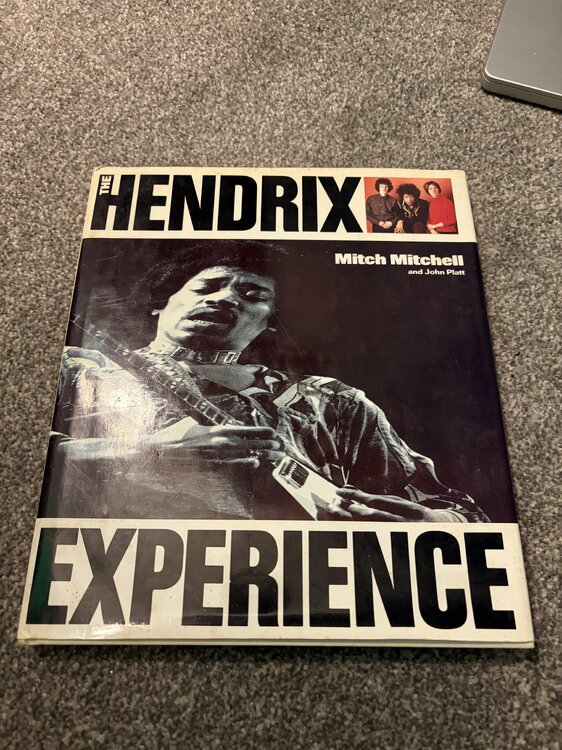 THE
HENDRIX
Mitch Mitchell
and John Platt
EXPERIENCE